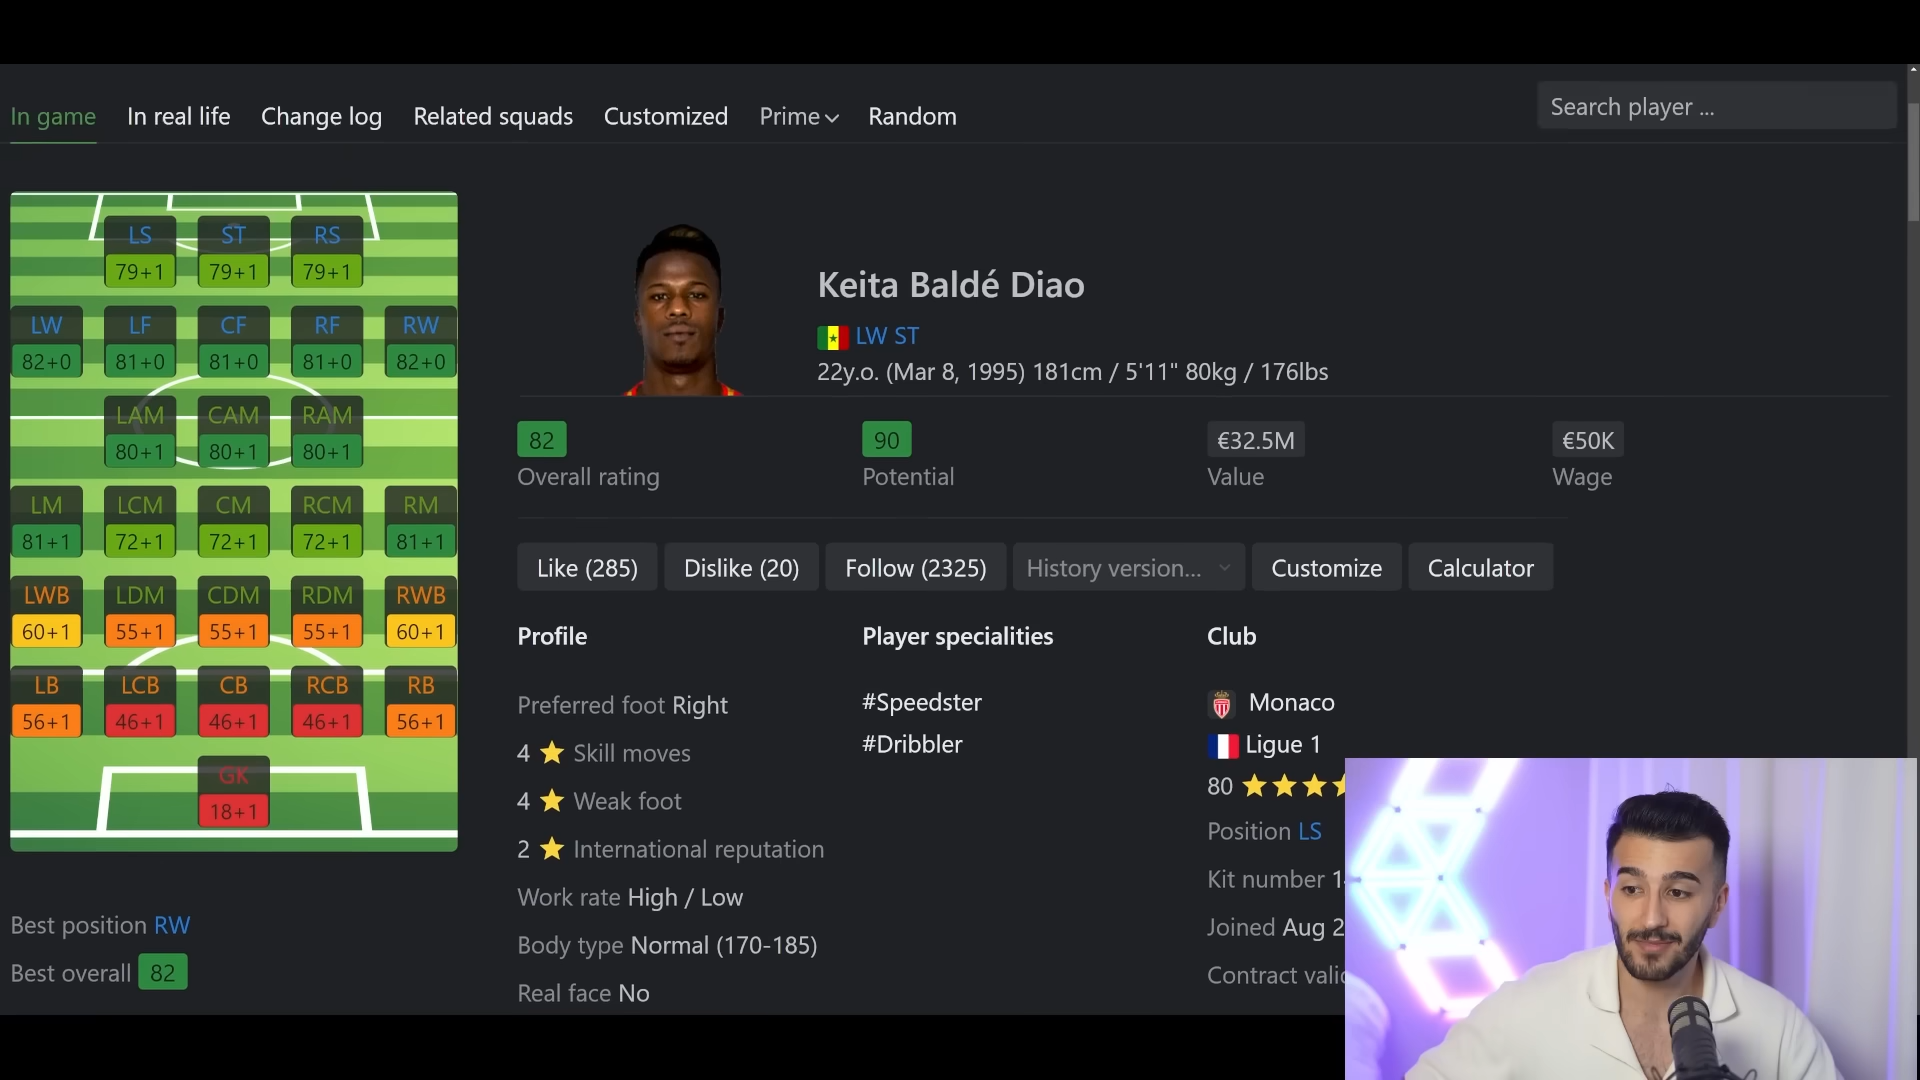 In game In real life Change log Related squads Customized Prime Random
Search player ...
LS ST RS
79+1 79+1 79+1
LW LF CF RF RW
82+0 81+0 81+0 81+0 82+0
LAM CAM RAM
80+1 80+1 80+1
LM LCM CM RCM RM
81+1 72+1 72+1 72+1 81+1
LWB LDM CDM RDM RWB
60+1 55+1 55+1 55+1 60+1
LB LCB CB RCB RB
56+1 46+1 46+1 46+1 56+1
GK
18+1
Best position RW
Best overall 82
Keita Baldé Diao
LW ST
22y.o. (Mar 8, 1995) 181cm / 5'11" 80kg / 176lbs
82 90 €32.5M €50K
Overall rating Potential Value Wage
Like (285) Dislike (20) Follow (2325) History version... Customize Calculator
Profile
Preferred foot Right
4 Skill moves
4 Weak foot
2 International reputation
Work rate High / Low
Body type Normal (170-185)
Real face No
Player specialities
#Speedster
#Dribbler
Club
Monaco
Ligue 1
80
Position LS
Kit number
Joined Aug
Contract